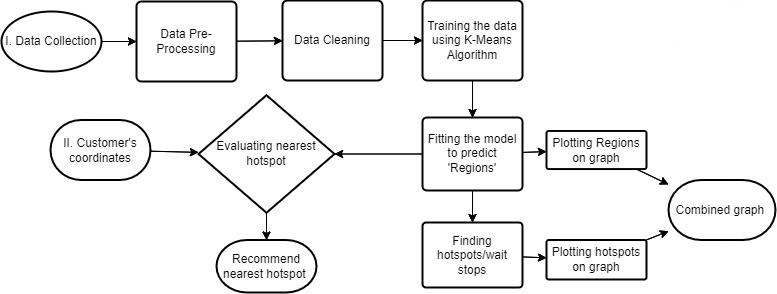 I. Data Collection
Data Pre-
Processing
Data Cleaning
Training the data
using K-Means
Algorithm
II. Customer's
coordinates
Evaluating nearest
hotspot
Fitting the model
to predict
'Regions'
Plotting Regions
on graph
Combined graph
Recommend
nearest hotspot
Finding
hotspots/wait
stops
Plotting hotspots
on graph